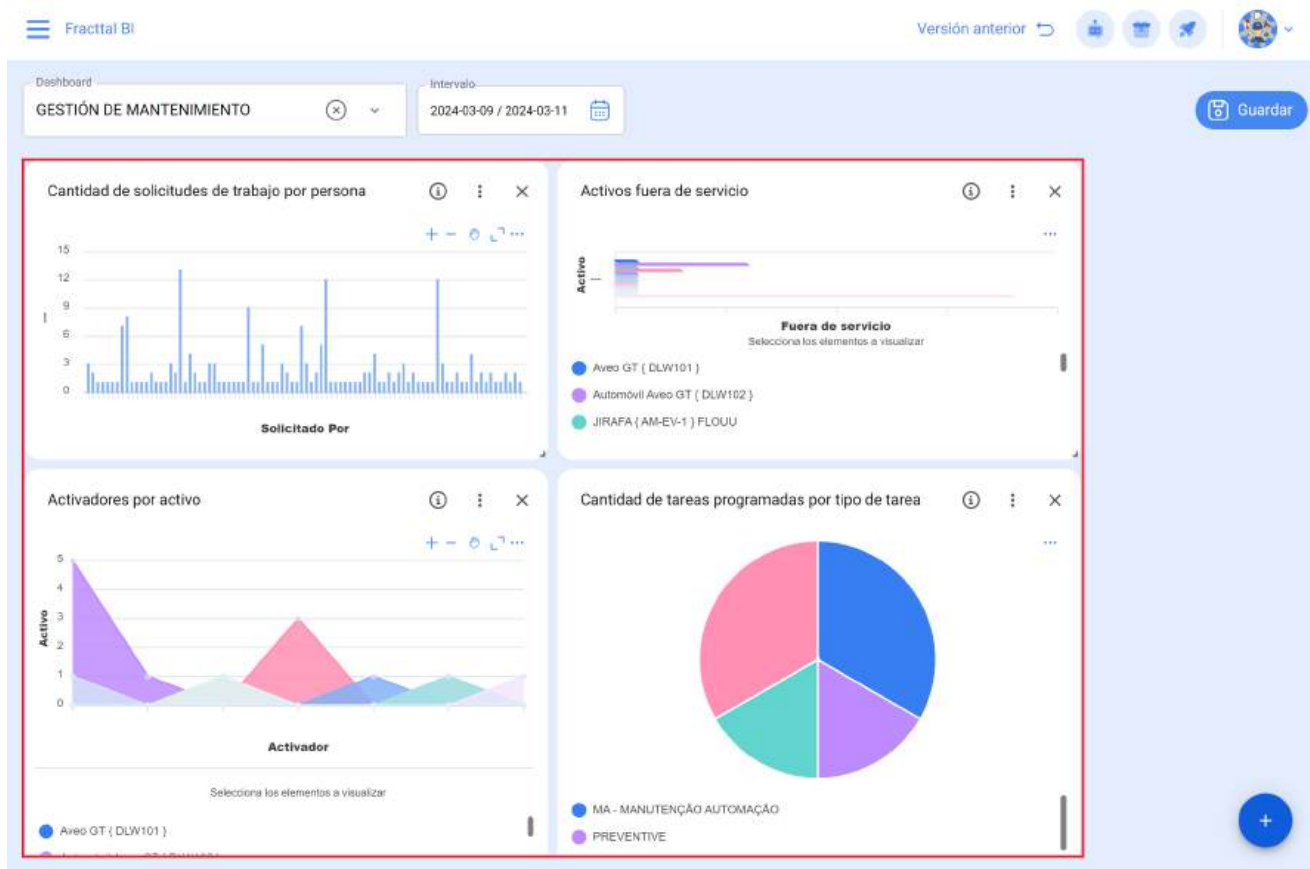 Fracttal BI
Versión anterior
Dashboard
GESTIÓN DE MANTENIMIENTO
Intervalo
2024-03-09 / 2024-03-11
Guardar
Cantidad de solicitudes de trabajo por persona
15
12
9
6
3
0
Solicitado Por
Activos fuera de servicio
Activo
Fuera de servicio
Selecciona los elementos a visualizar
Aveo GT { DLW101 }
Automóvil Aveo GT { DLW102 }
JIRAFA { AM-EV-1 } FLOUU
Activadores por activo
5
4
3
2
1
0
Activo
Activador
Selecciona los elementos a visualizar
Aveo GT { DLW101 }
Cantidad de tareas programadas por tipo de tarea
MA - MANUTENÇÃO AUTOMAÇÃO
PREVENTIVE